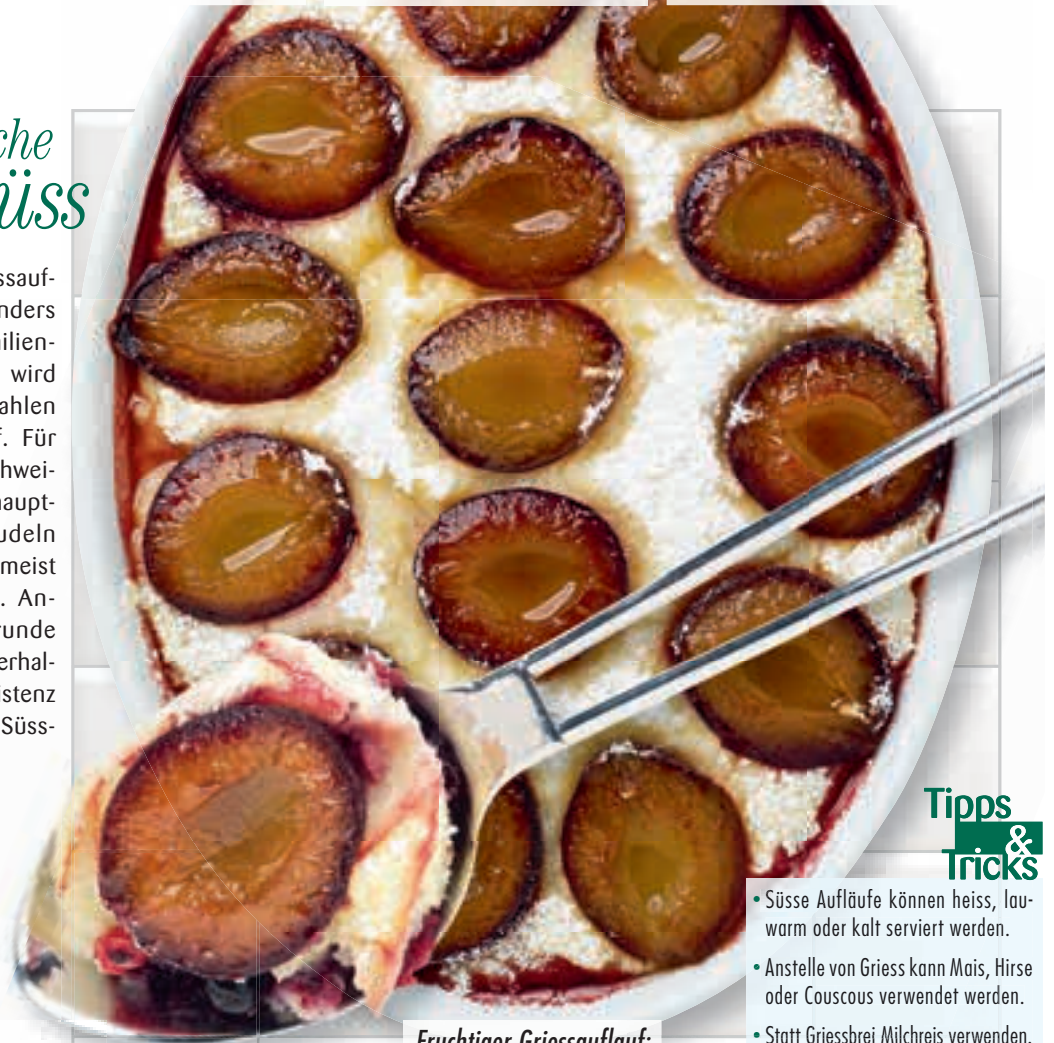 che
üss
ssauf-
nders
ilien-
wird
ahlen
f. Für
hwei-
haupt-
udeln
meist
. An-
runde
erhal-
istenz
Süss-
Tipps
&
Tricks
• Süsse Aufläufe können heiss, lau-
warm oder kalt serviert werden.
• Anstelle von Griess kann Mais, Hirse
oder Couscous verwendet werden.
• Statt Griessbrei Milchreis verwenden.
Fruchtiger Griessauflauf: